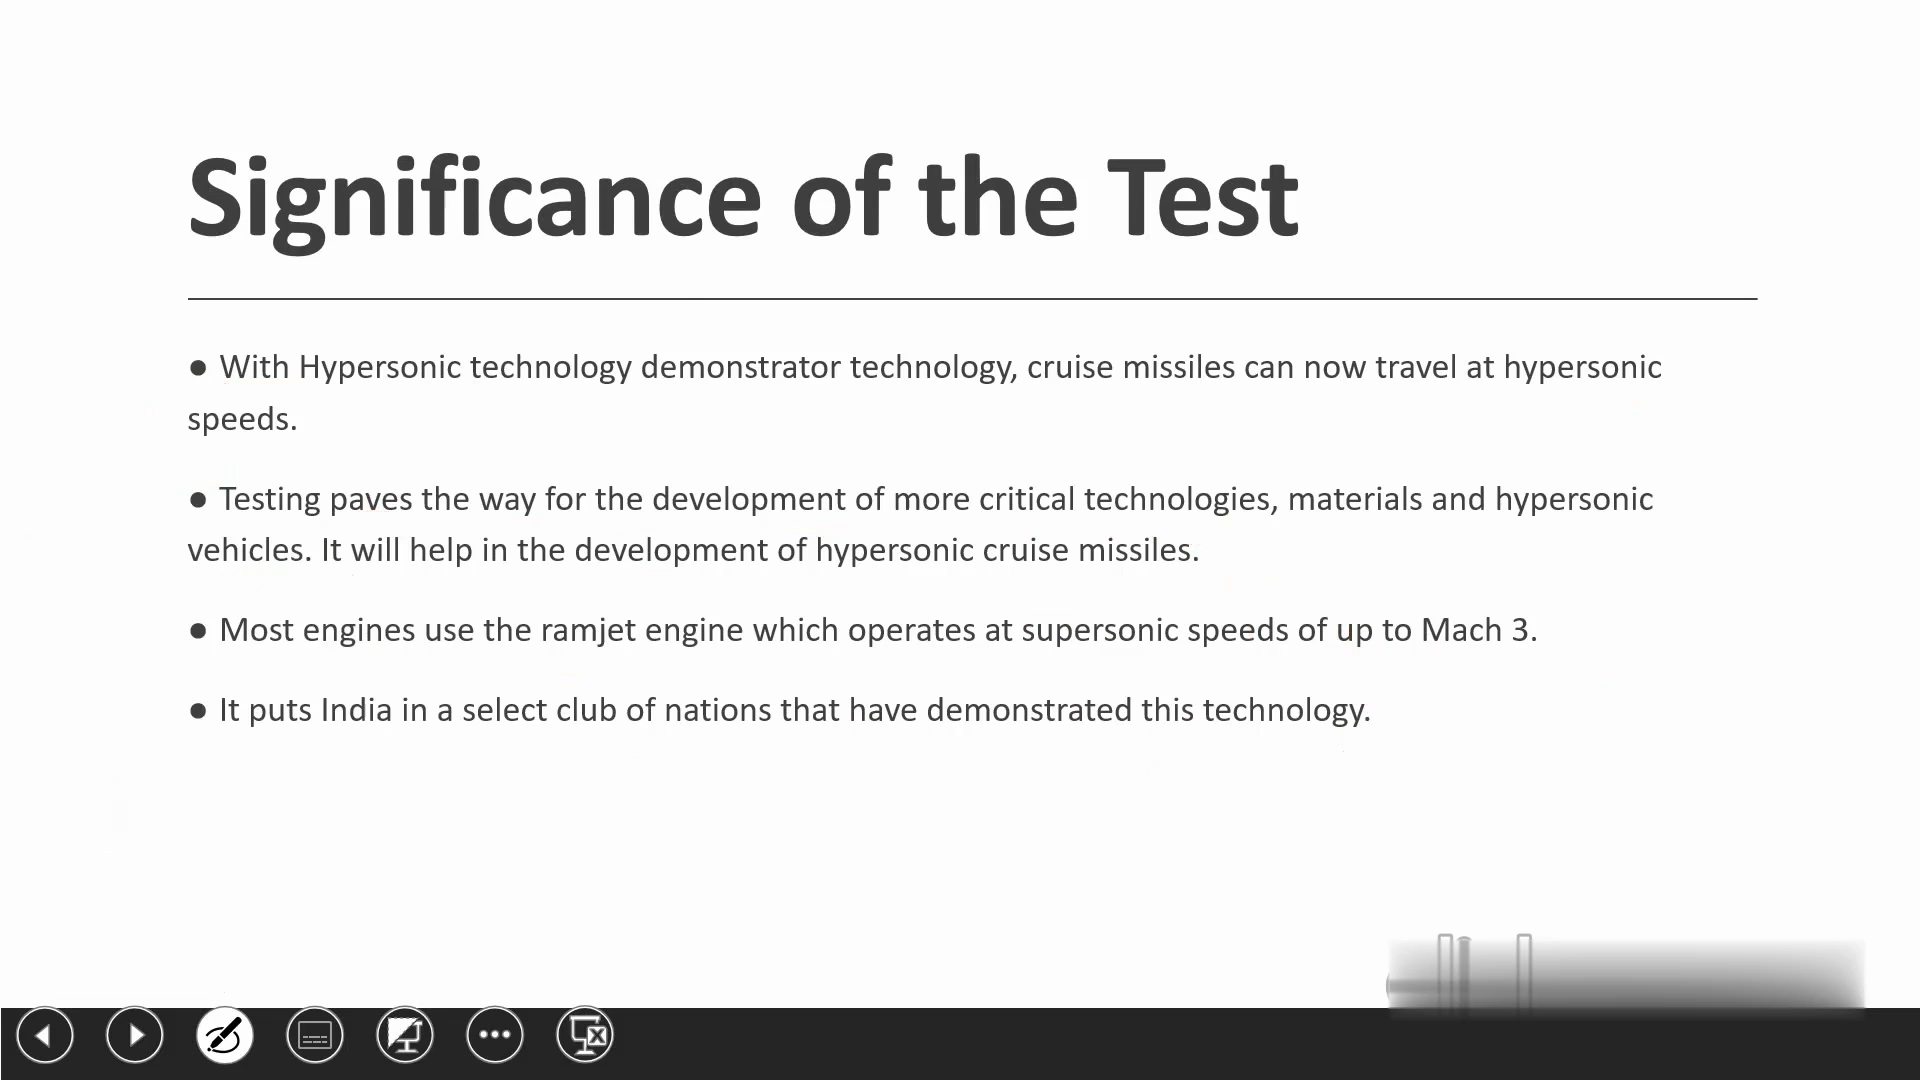 Significance of the Test
● With Hypersonic technology demonstrator technology, cruise missiles can now travel at hypersonic
speeds.
● Testing paves the way for the development of more critical technologies, materials and hypersonic
vehicles. It will help in the development of hypersonic cruise missiles.
● Most engines use the ramjet engine which operates at supersonic speeds of up to Mach 3.
● It puts India in a select club of nations that have demonstrated this technology.